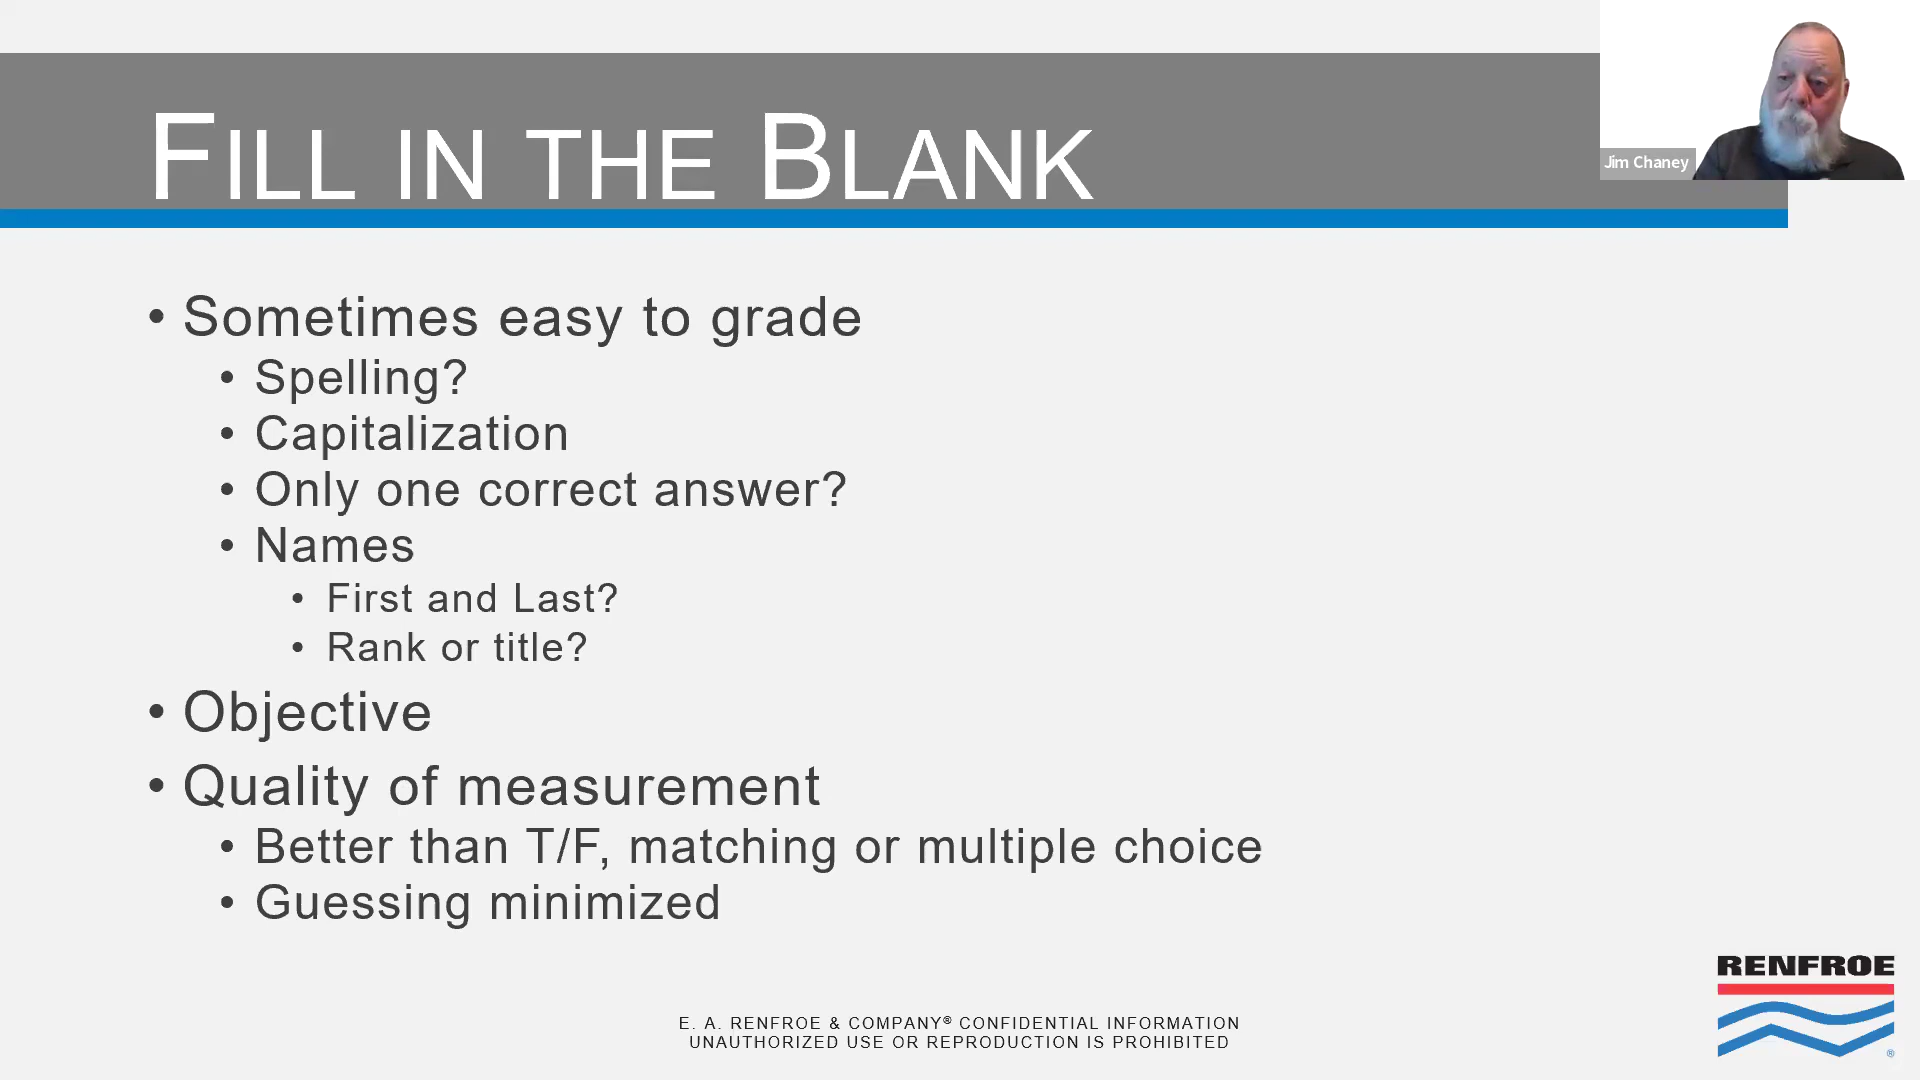 FILL IN THE BLANK
Jim Chaney
• Sometimes easy to grade
• Spelling?
• Capitalization
• Only one correct answer?
• Names
• First and Last?
• Rank or title?
• Objective
• Quality of measurement
• Better than T/F, matching or multiple choice
• Guessing minimized
RENFROE
®
E. A. RENFROE & COMPANY® CONFIDENTIAL INFORMATION
UNAUTHORIZED USE OR REPRODUCTION IS PROHIBITED